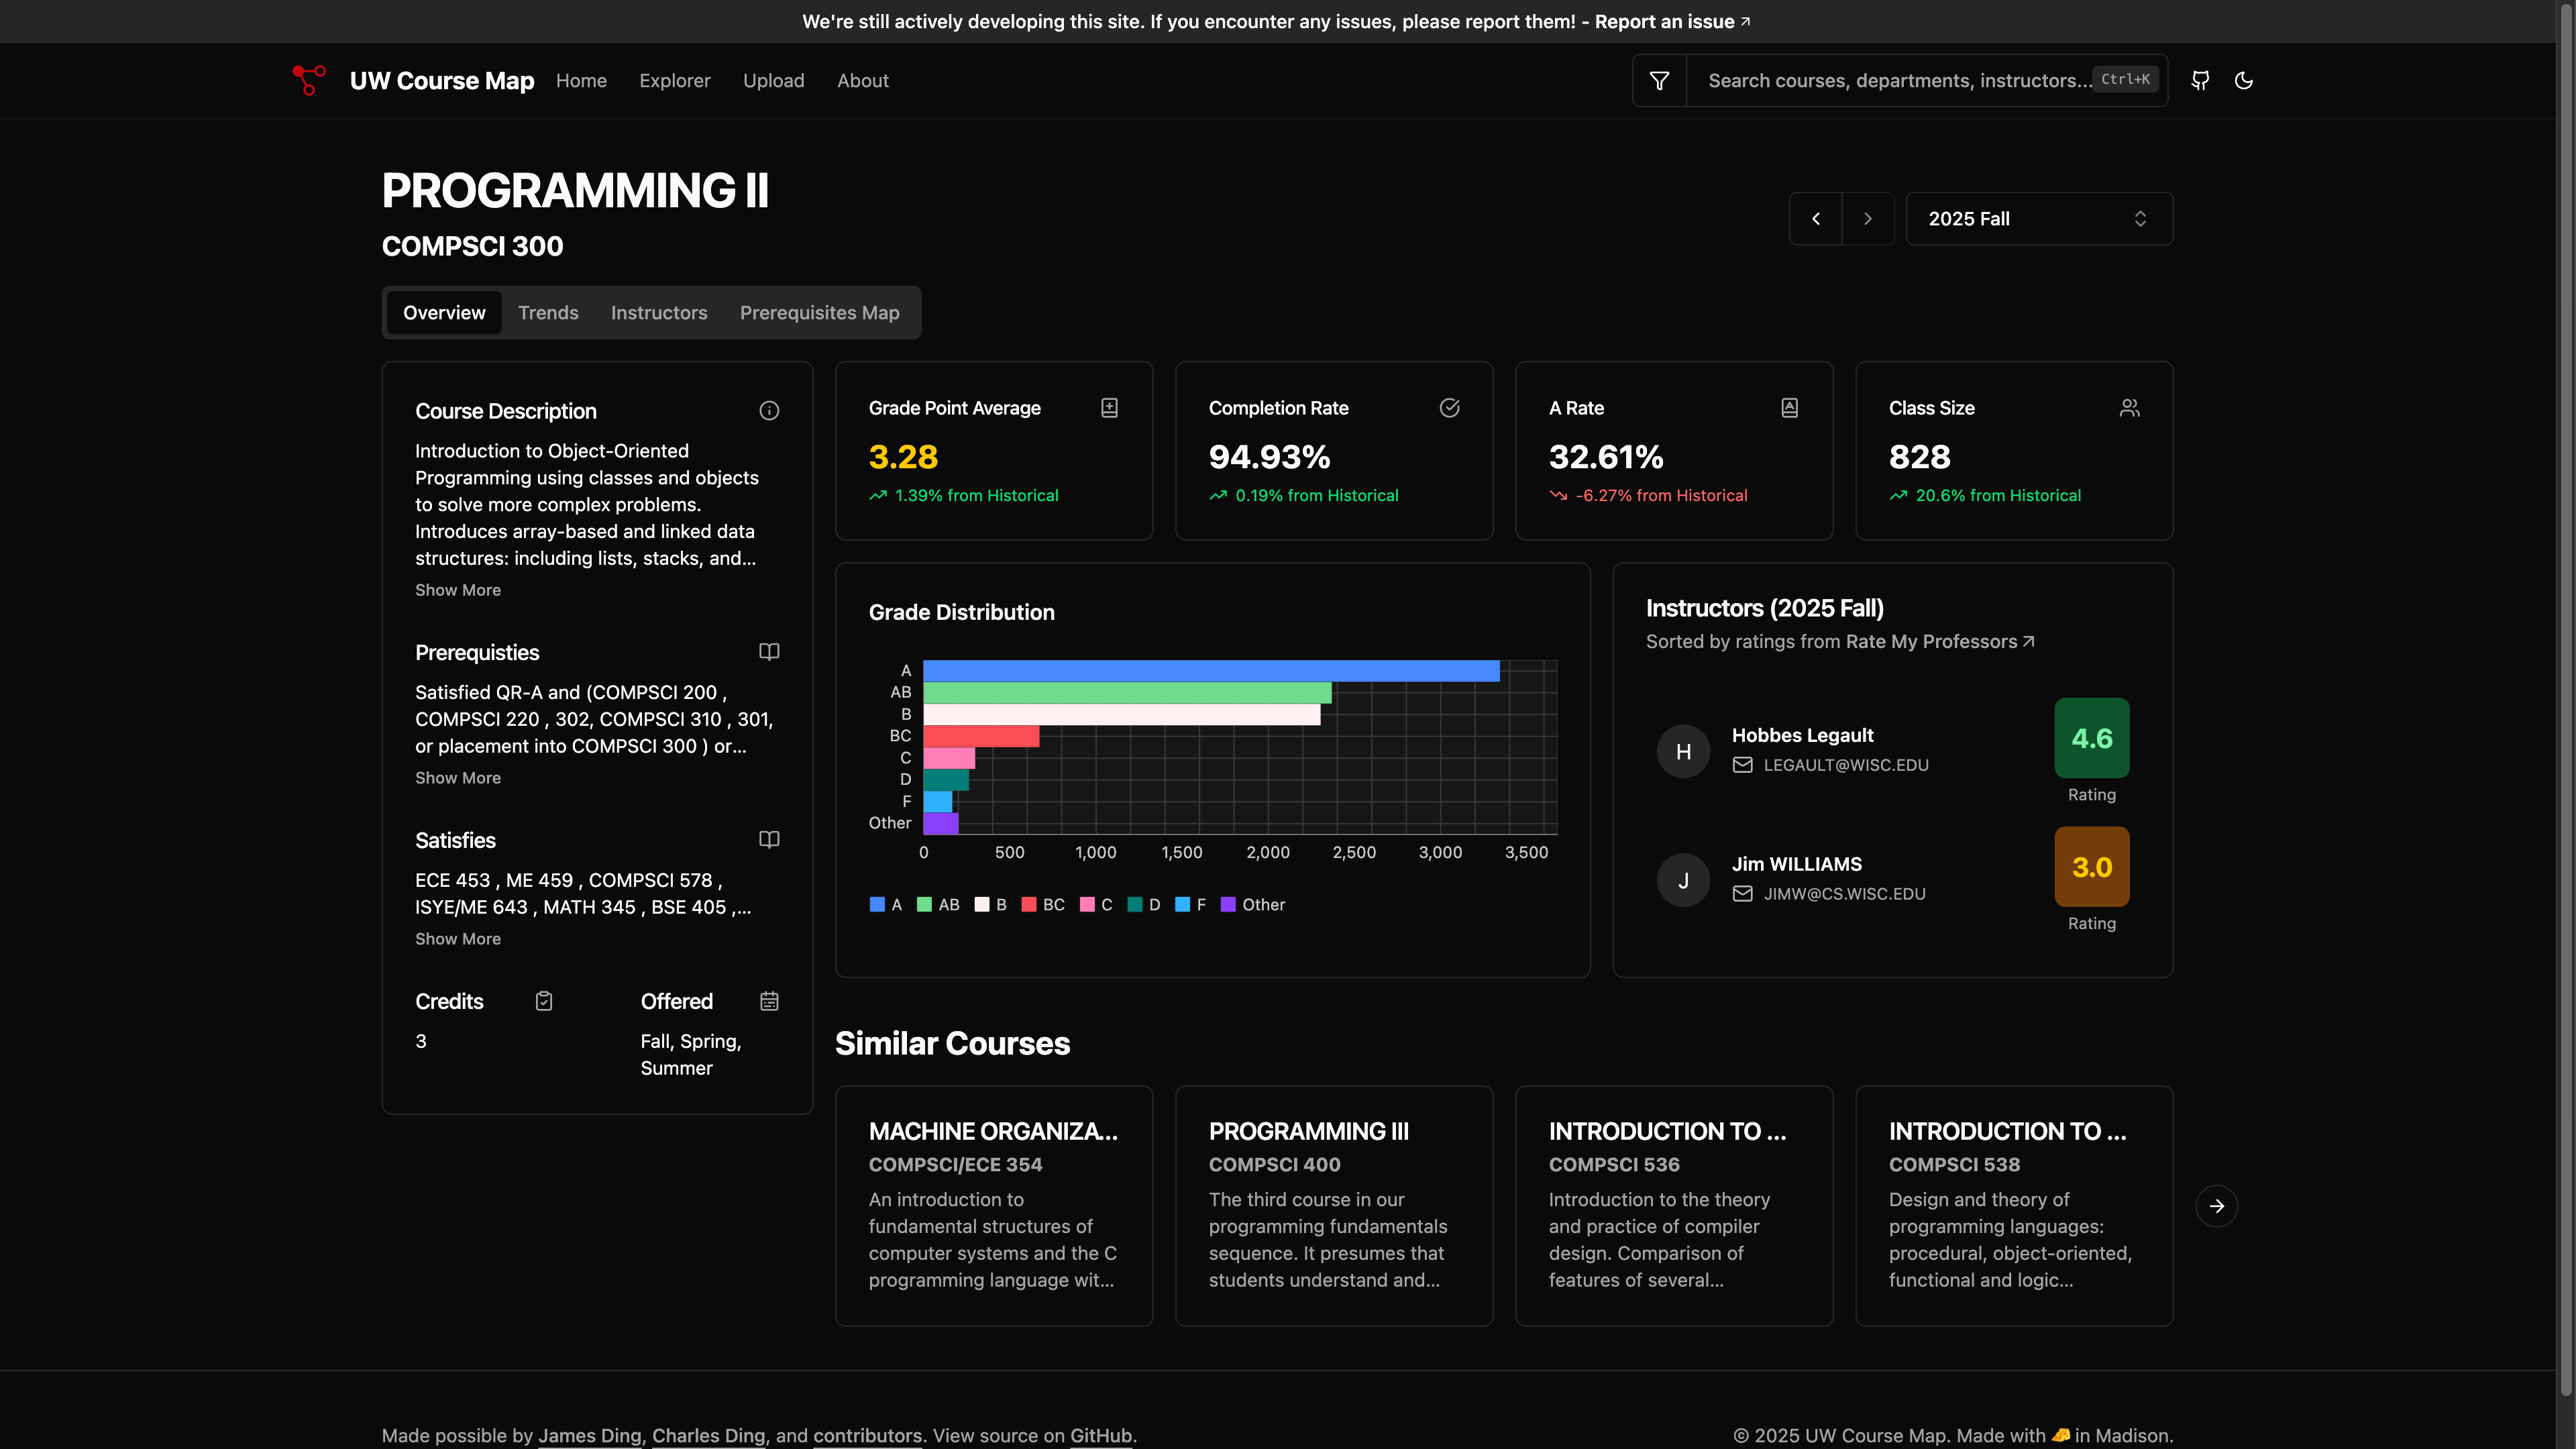 We're still actively developing this site. If you encounter any issues, please report them! - Report an issue
UW Course Map
Home
Explorer
Upload
About
Search courses, departments, instructors...
Ctrl+K
PROGRAMMING II
COMPSCI 300
2025 Fall
Overview
Trends
Instructors
Prerequisites Map
Course Description
Introduction to Object-Oriented
Programming using classes and objects
to solve more complex problems.
Introduces array-based and linked data
structures: including lists, stacks, and...
Show More
Prerequisties
Satisfied QR-A and (COMPSCI 200 ,
COMPSCI 220 , 302, COMPSCI 310 , 301,
or placement into COMPSCI 300 ) or...
Show More
Satisfies
ECE 453 , ME 459 , COMPSCI 578 ,
ISYE/ME 643 , MATH 345 , BSE 405 ,...
Show More
Credits
3
Offered
Fall, Spring,
Summer
Grade Point Average
3.28
1.39% from Historical
Completion Rate
94.93%
0.19% from Historical
A Rate
A
32.61%
-6.27% from Historical
Class Size
828
20.6% from Historical
Grade Distribution
A
AB
B
BC
C
D
F
Other
0 500 1,000 1,500 2,000 2,500 3,000 3,500
A AB B BC C D F Other
Instructors (2025 Fall)
Sorted by ratings from Rate My Professors
H
Hobbes Legault
LEGAULT@WISC.EDU
4.6
Rating
J
Jim WILLIAMS
JIMW@CS.WISC.EDU
3.0
Rating
Similar Courses
MACHINE ORGANIZA...
COMPSCI/ECE 354
An introduction to
fundamental structures of
computer systems and the C
programming language wit...
PROGRAMMING III
COMPSCI 400
The third course in our
programming fundamentals
sequence. It presumes that
students understand and...
INTRODUCTION TO ...
COMPSCI 536
Introduction to the theory
and practice of compiler
design. Comparison of
features of several...
INTRODUCTION TO ...
COMPSCI 538
Design and theory of
programming languages:
procedural, object-oriented,
functional and logic...
Made possible by James Ding, Charles Ding, and contributors. View source on GitHub.
© 2025 UW Course Map. Made with 🧀 in Madison.